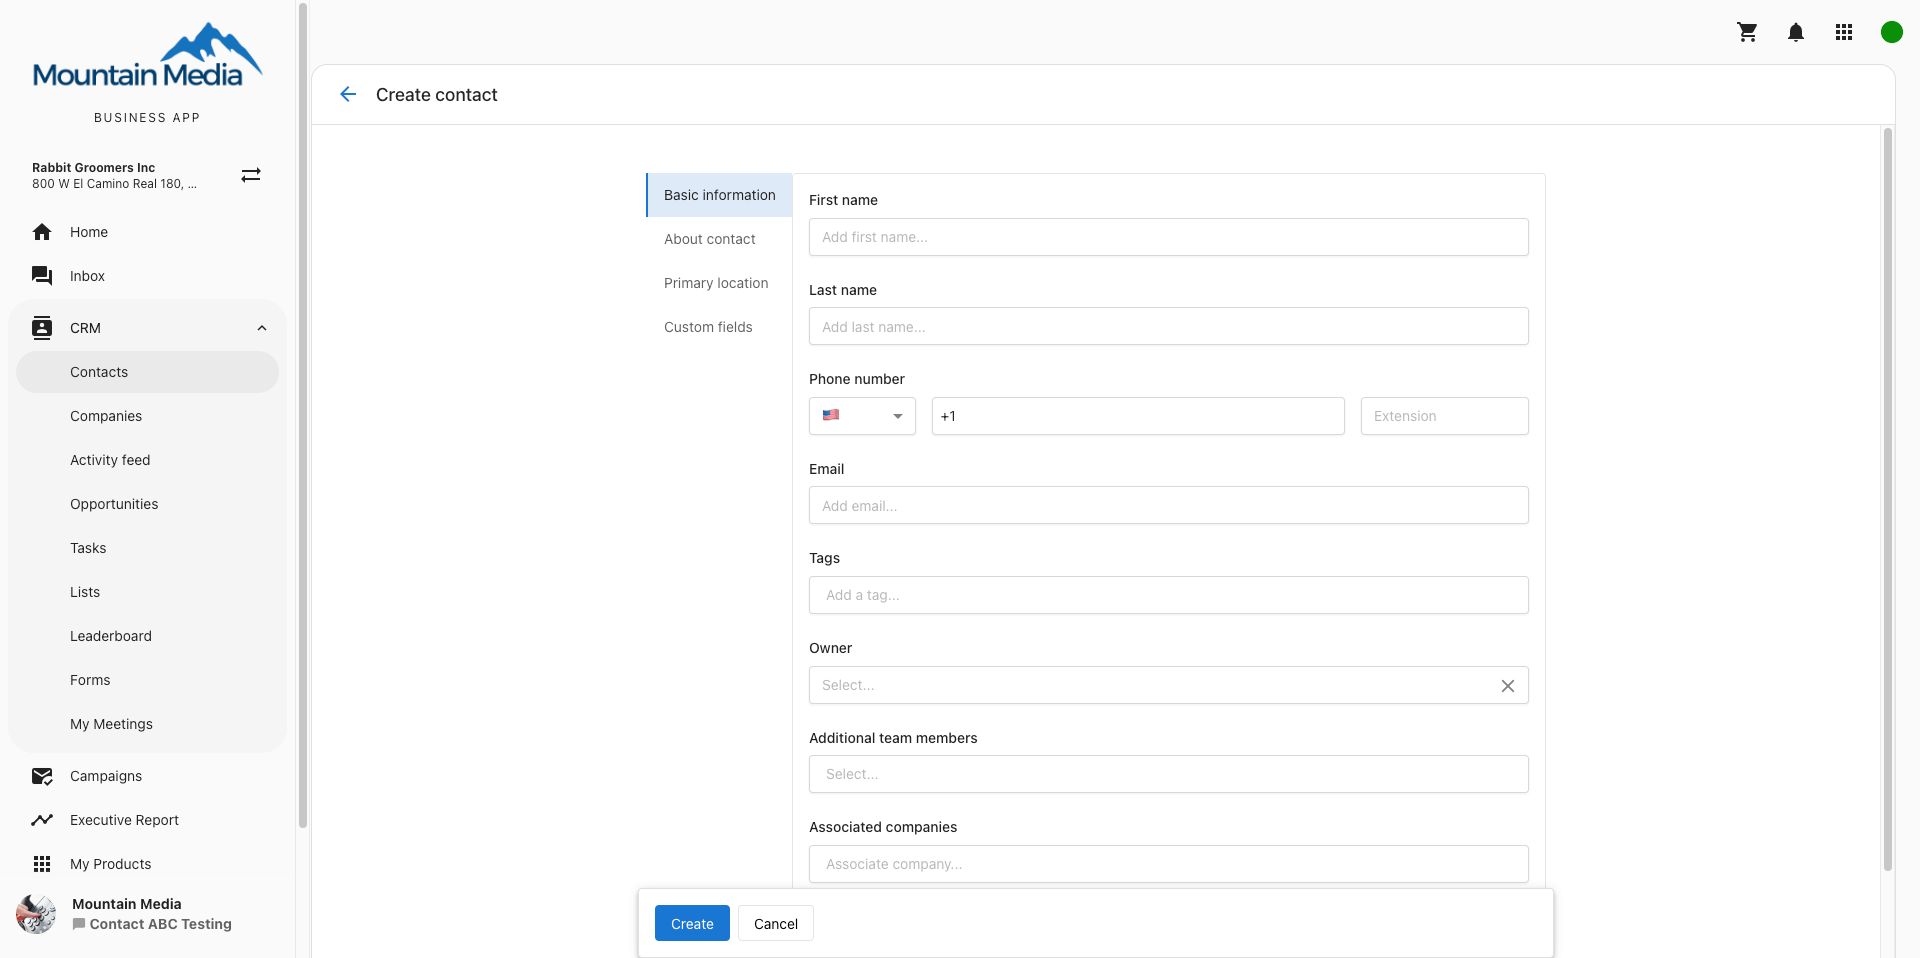 Mountain Media
BUSINESS APP
Rabbit Groomers Inc
800 W El Camino Real 180, ...
Home
Inbox
CRM
Contacts
Companies
Activity feed
Opportunities
Tasks
Lists
Leaderboard
Forms
My Meetings
Campaigns
Executive Report
My Products
Mountain Media
Contact ABC Testing
Create contact
Basic information
About contact
Primary location
Custom fields
First name
Add first name...
Last name
Add last name...
Phone number
+1
Extension
Email
Add email...
Tags
Add a tag...
Owner
Select...
Additional team members
Select...
Associated companies
Associate company...
Create
Cancel